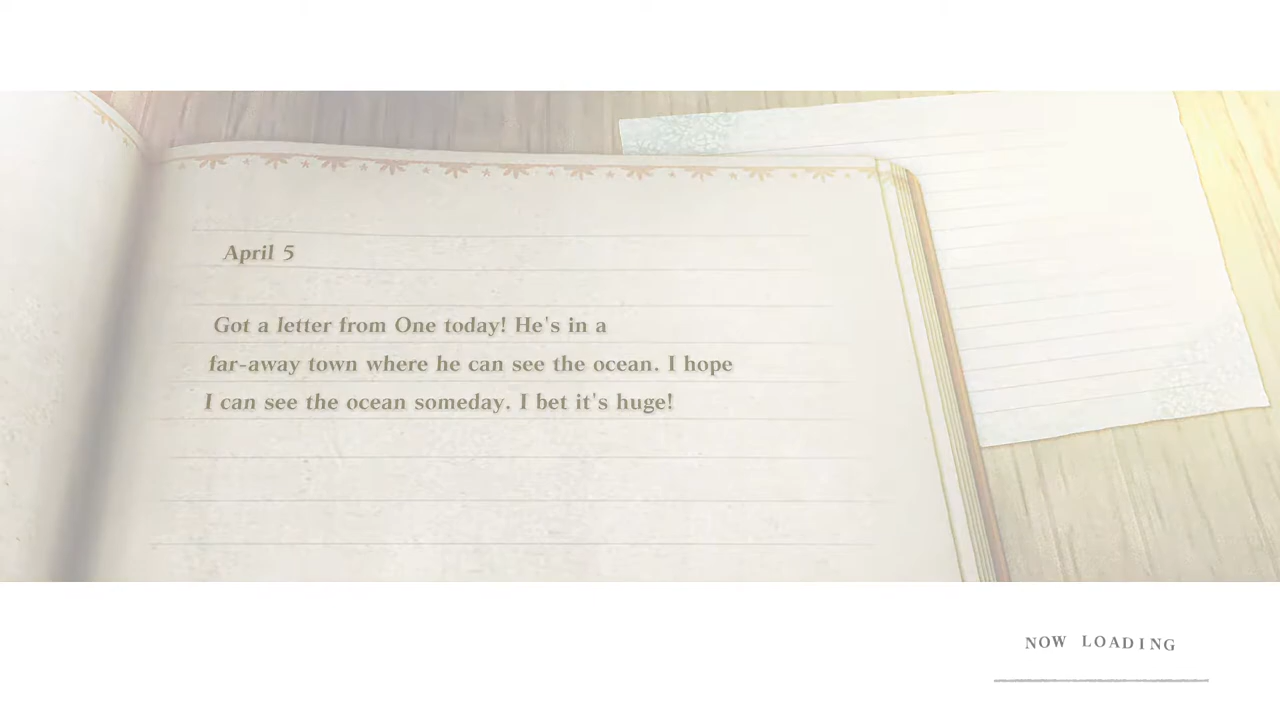 April 5
Got a letter from One today! He's in a
far-away town where he can see the ocean. I hope
I can see the ocean someday. I bet it's huge!
NOW LOADING